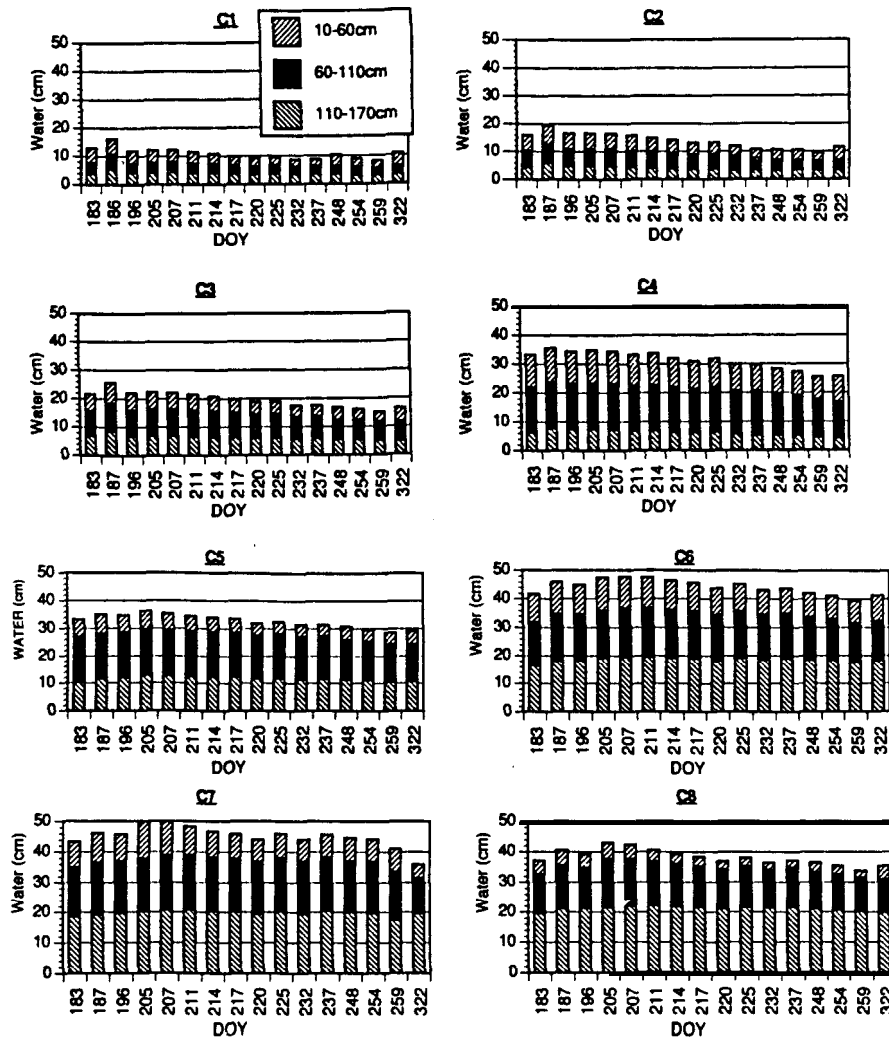 C1
10-60cm
60-110cm
110-170cm
Water (cm)
50
40
30
20
10
0
183 186 196 205 207 211 214 217 220 225 232 237 248 254 259 322
DOY
C2
Water (cm)
50
40
30
20
10
0
183 187 196 205 207 211 214 217 220 225 232 237 248 254 259 322
DOY
C3
Water (cm)
50
40
30
20
10
0
183 187 196 205 207 211 214 217 220 225 232 237 248 254 259 322
DOY
C4
Water (cm)
50
40
30
20
10
0
183 187 196 205 207 211 214 217 220 225 232 237 248 254 259 322
DOY
C5
WATER (cm)
50
40
30
20
10
0
183 187 196 205 207 211 214 217 220 225 232 237 248 254 259 322
DOY
C6
Water (cm)
50
40
30
20
10
0
183 187 196 205 207 211 214 217 220 225 232 237 248 254 259 322
DOY
C7
Water (cm)
50
40
30
20
10
0
183 187 196 205 207 211 214 217 220 225 232 237 248 254 259 322
DOY
C8
Water (cm)
50
40
30
20
10
0
183 187 196 205 207 211 214 217 220 225 232 237 248 254 259 322
DOY